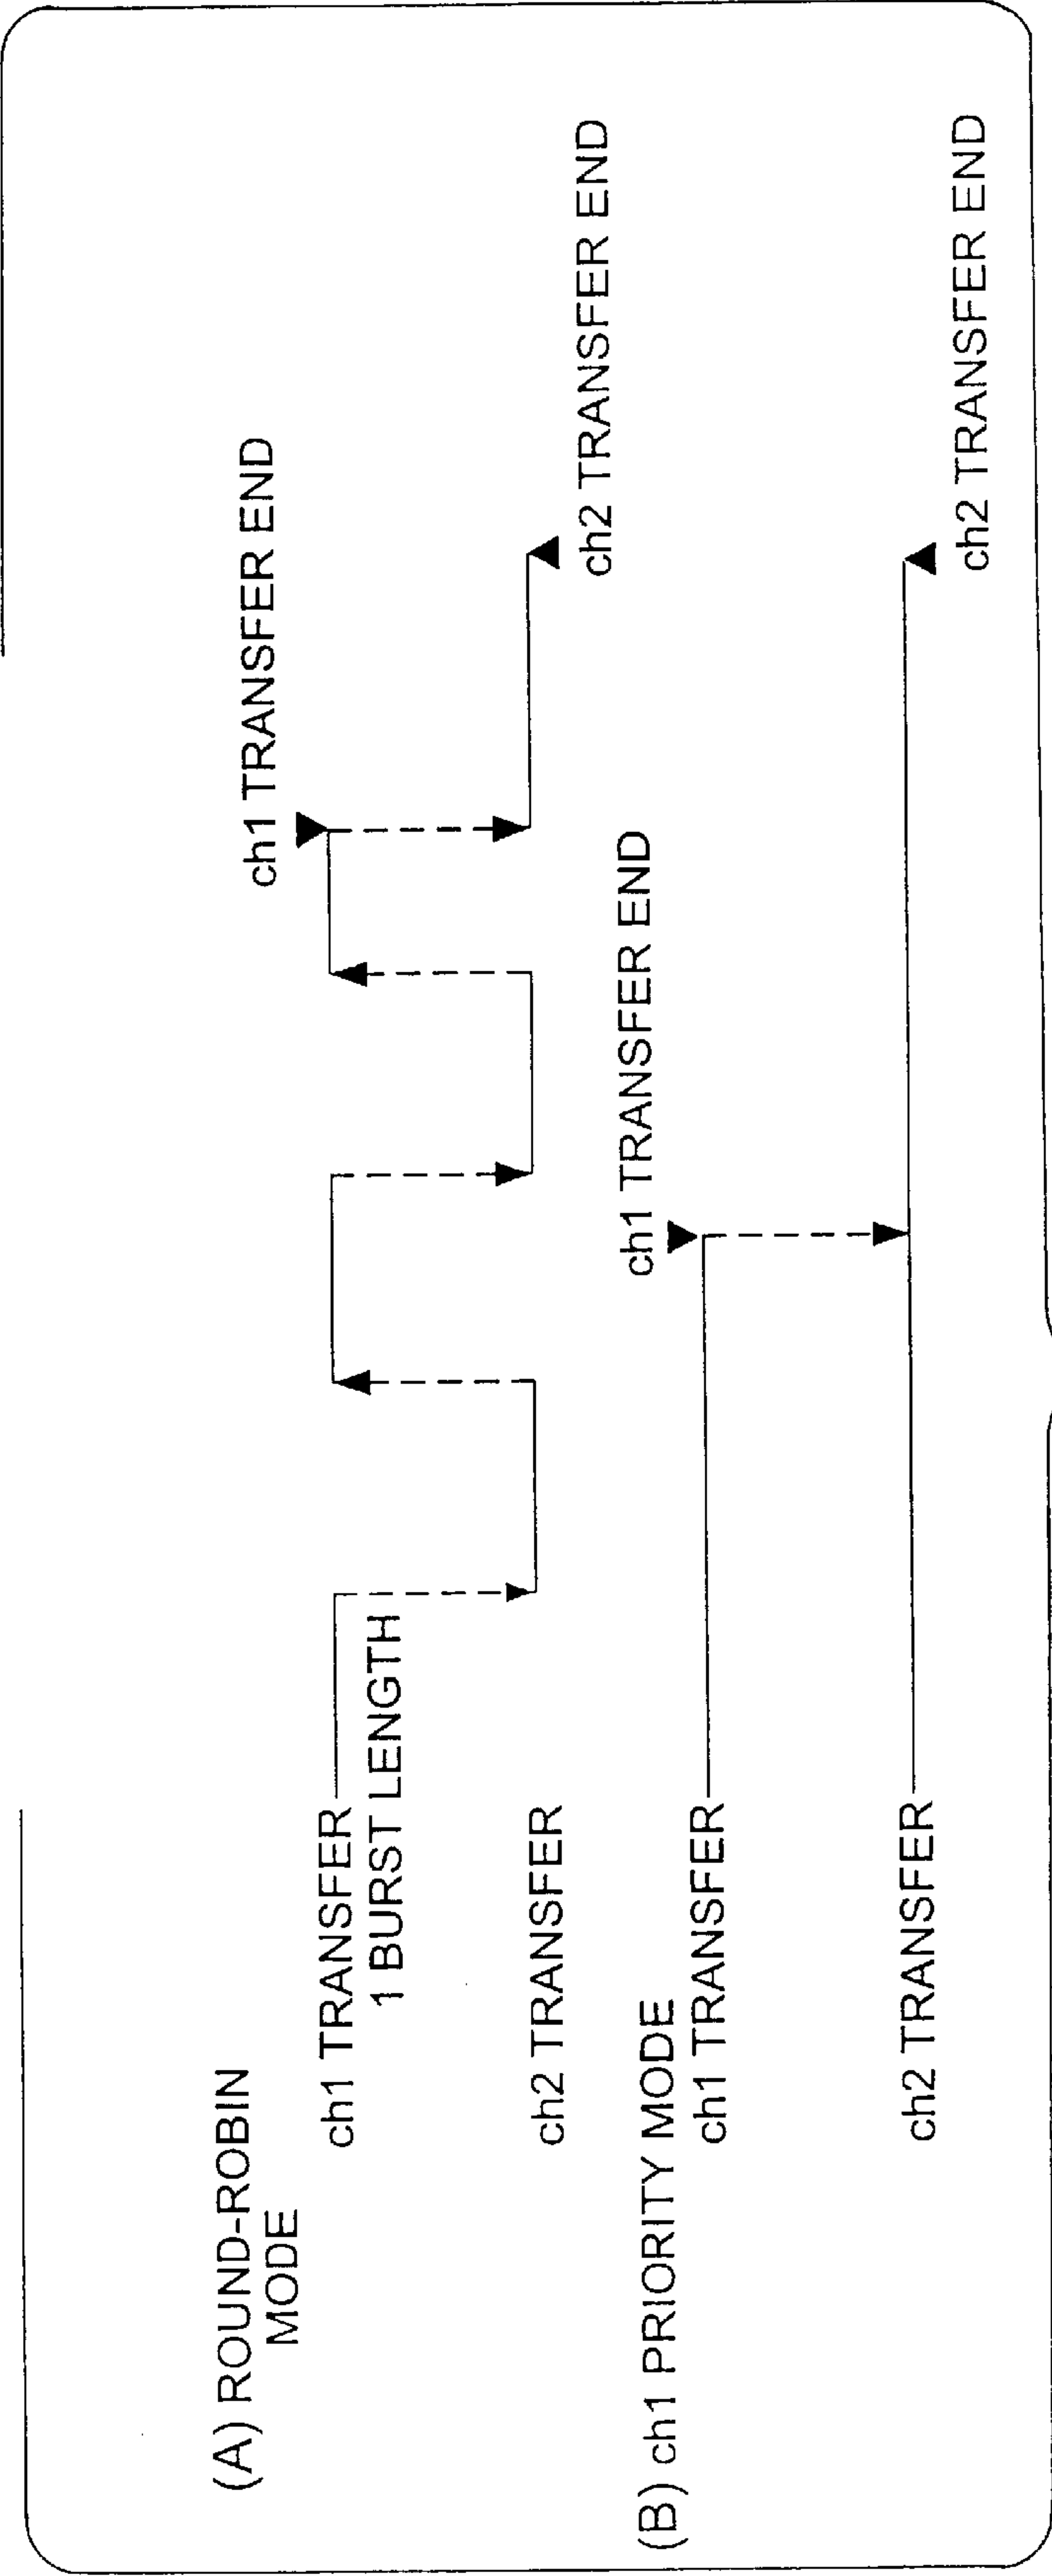 (A) ROUND-ROBIN
MODE
ch1 TRANSFER END
ch1 TRANSFER
1 BURST LENGTH
ch2 TRANSFER
ch2 TRANSFER END
(B) ch1 PRIORITY MODE
ch1 TRANSFER END
ch1 TRANSFER
ch2 TRANSFER
ch2 TRANSFER END